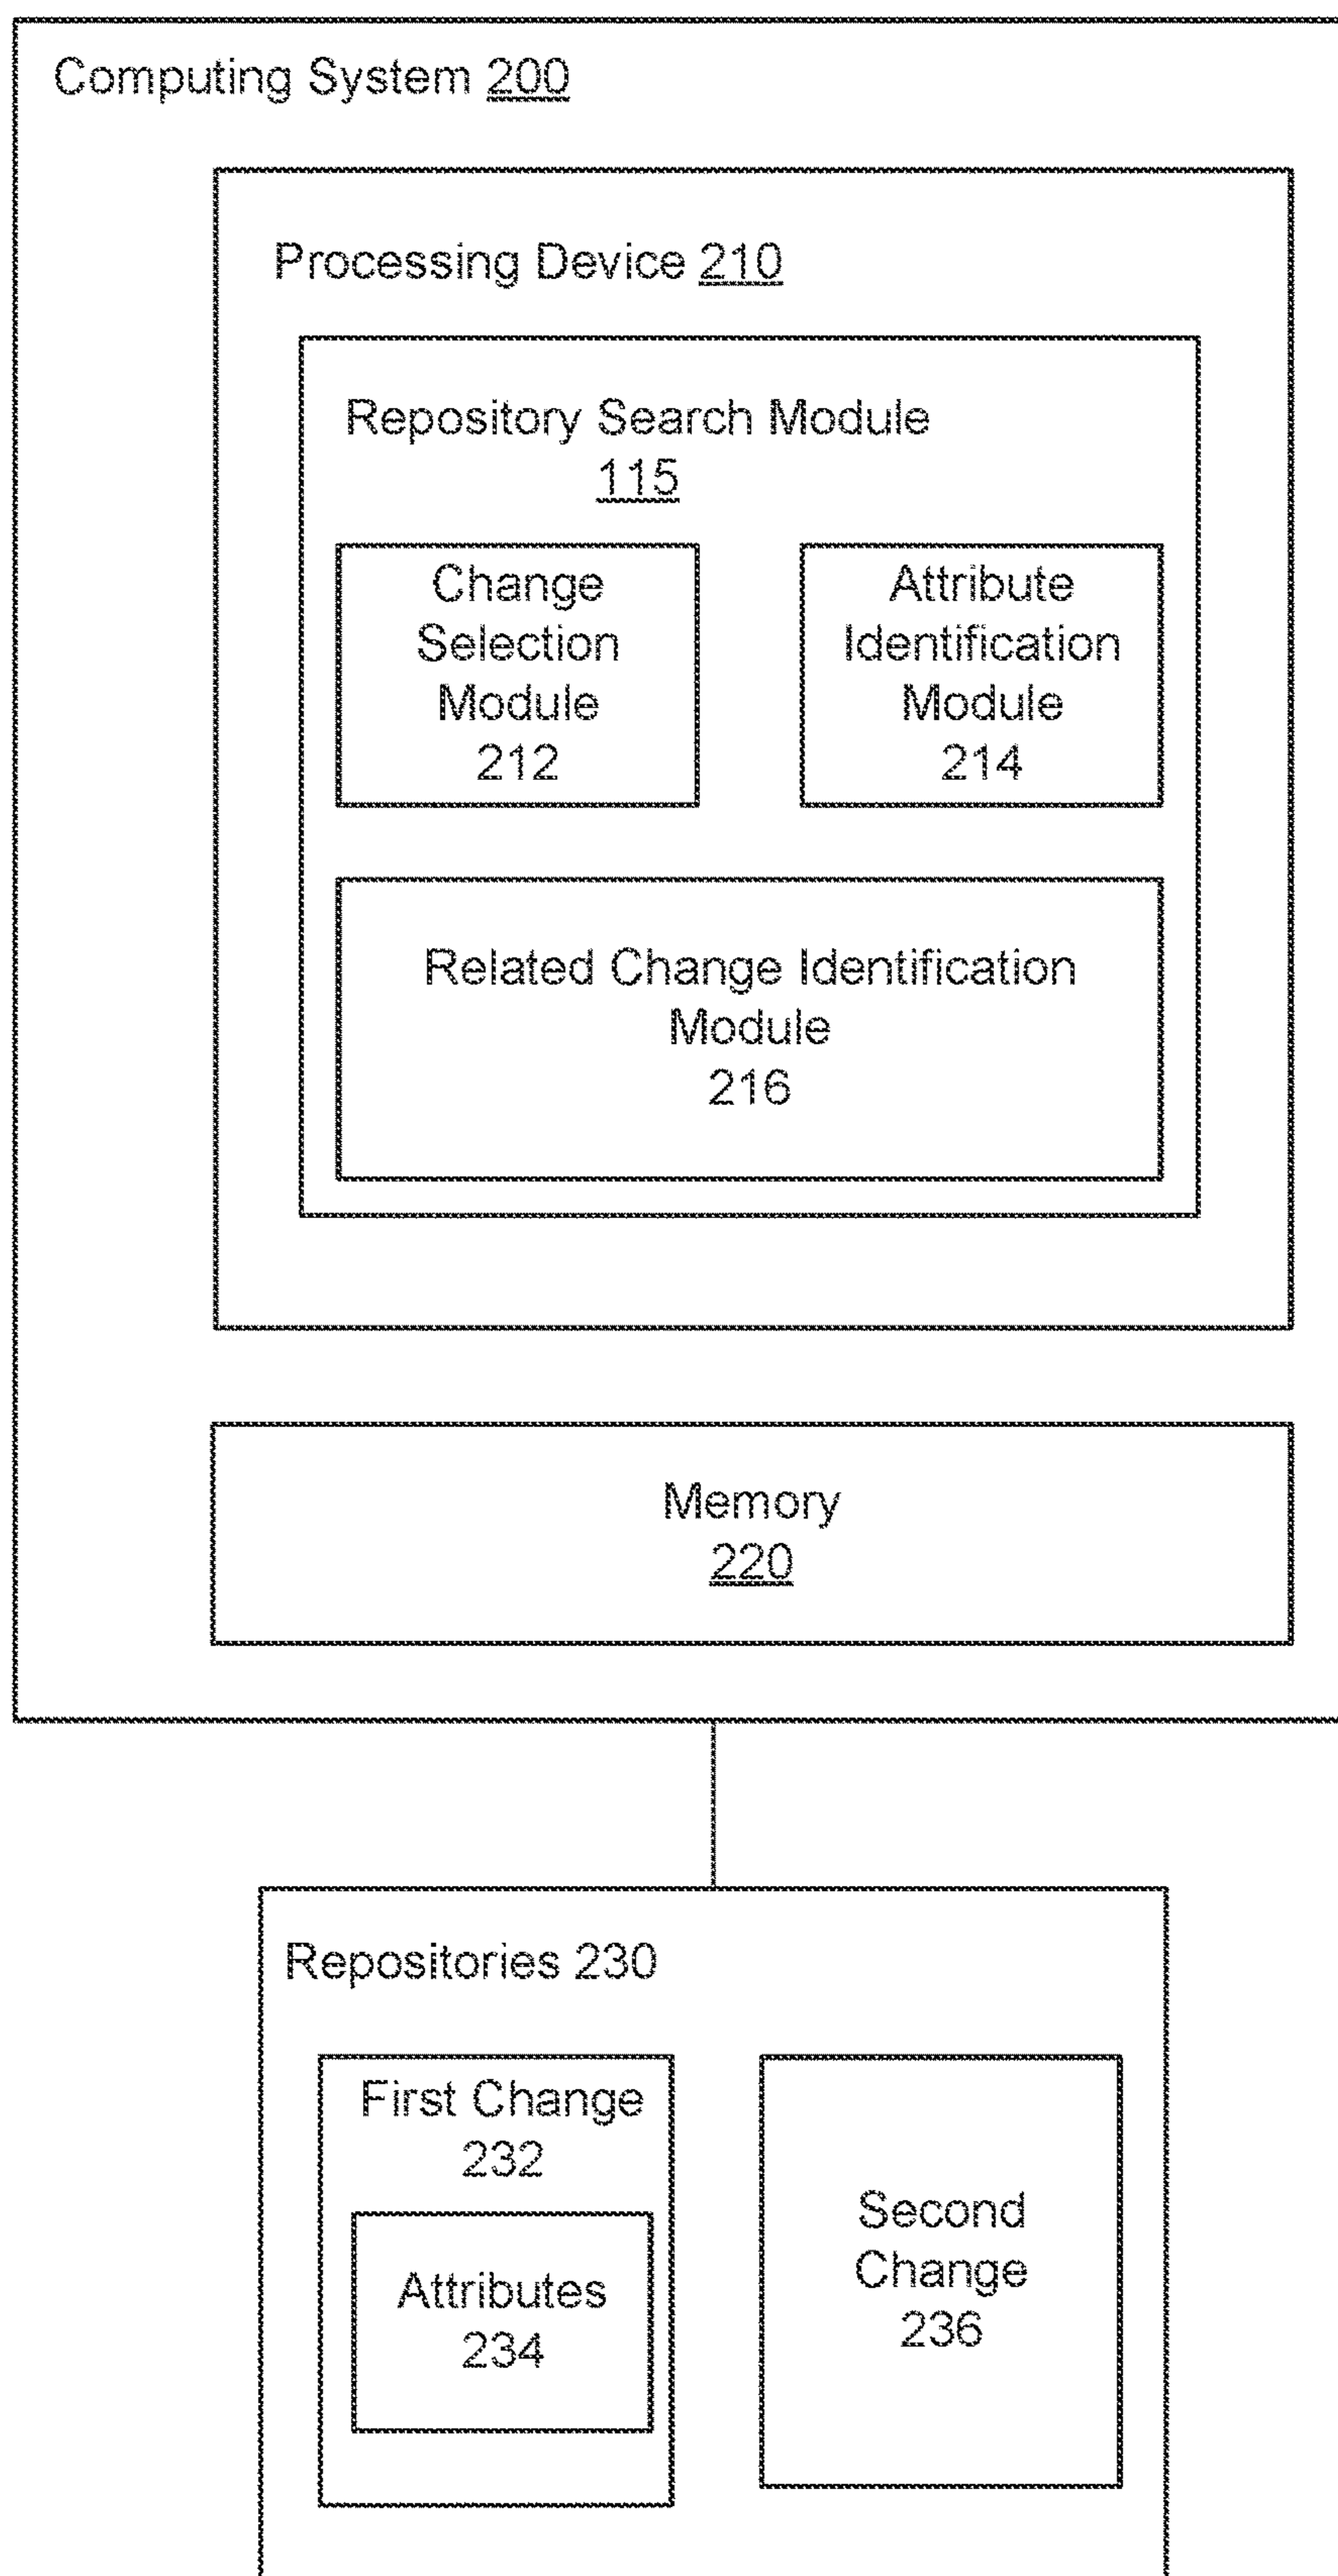 Computing System 200
Processing Device 210
Repository Search Module
115
Change
Selection
Module
212
Attribute
Identification
Module
214
Related Change Identification
Module
216
Memory
220
Repositories 230
First Change
232
Attributes
234
Second
Change
236